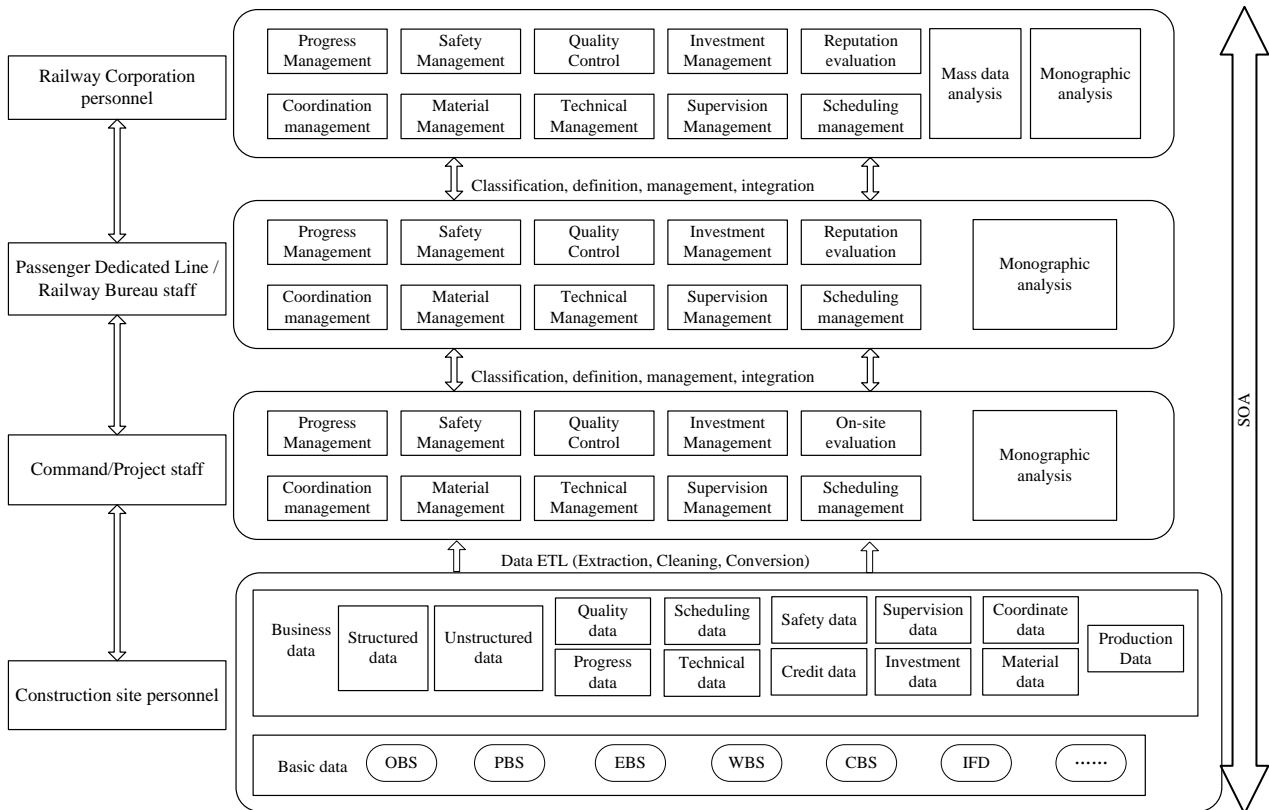 Railway Corporation
personnel
Progress
Management
Safety
Management
Quality
Control
Investment
Management
Reputation
evaluation
Mass data
analysis
Monographic
analysis
Coordination
management
Material
Management
Technical
Management
Supervision
Management
Scheduling
management
Classification, definition, management, integration
Passenger Dedicated Line /
Railway Bureau staff
Progress
Management
Safety
Management
Quality
Control
Investment
Management
Reputation
evaluation
Monographic
analysis
Coordination
management
Material
Management
Technical
Management
Supervision
Management
Scheduling
management
Classification, definition, management, integration
Command/Project staff
Progress
Management
Safety
Management
Quality
Control
Investment
Management
On-site
evaluation
Monographic
analysis
Coordination
management
Material
Management
Technical
Management
Supervision
Management
Scheduling
management
Data ETL (Extraction, Cleaning, Conversion)
Construction site personnel
Business
data
Structured
data
Unstructured
data
Quality
data
Scheduling
data
Safety data
Supervision
data
Coordinate
data
Progress
data
Technical
data
Credit data
Investment
data
Material
data
Production
Data
Basic data
OBS
PBS
EBS
WBS
CBS
IFD
······
SOA